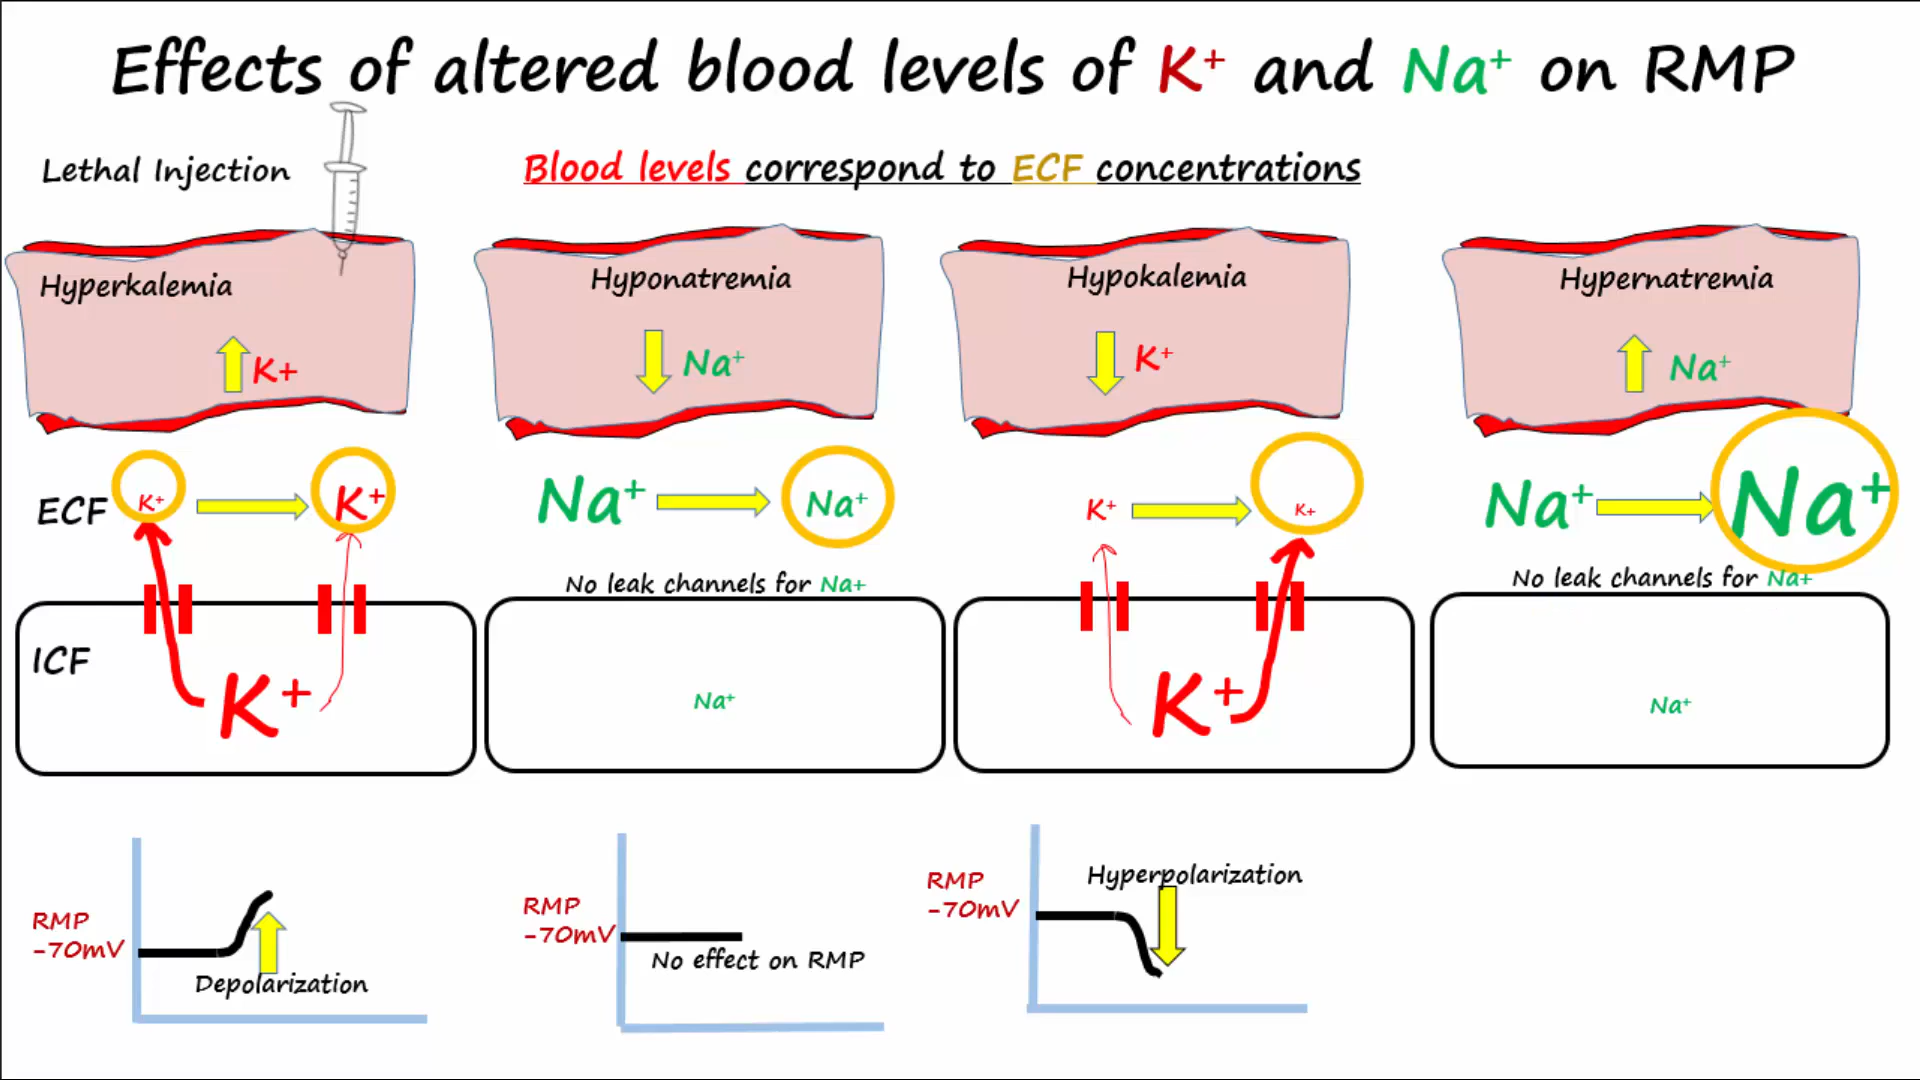 Effects of altered blood levels of K+ and Na+ on RMP
Lethal Injection
Blood levels correspond to ECF concentrations
Hyperkalemia
K+
Hyponatremia
Na+
Hypokalemia
K+
Hypernatremia
Na+
ECF
K+
K+
Na+
Na+
K+
K+
Na+
Na+
No leak channels for Na+
No leak channels for Na+
ICF
K+
Na+
K+
Na+
RMP
-70mV
Depolarization
RMP
-70mV
No effect on RMP
RMP
-70mV
Hyperpolarization